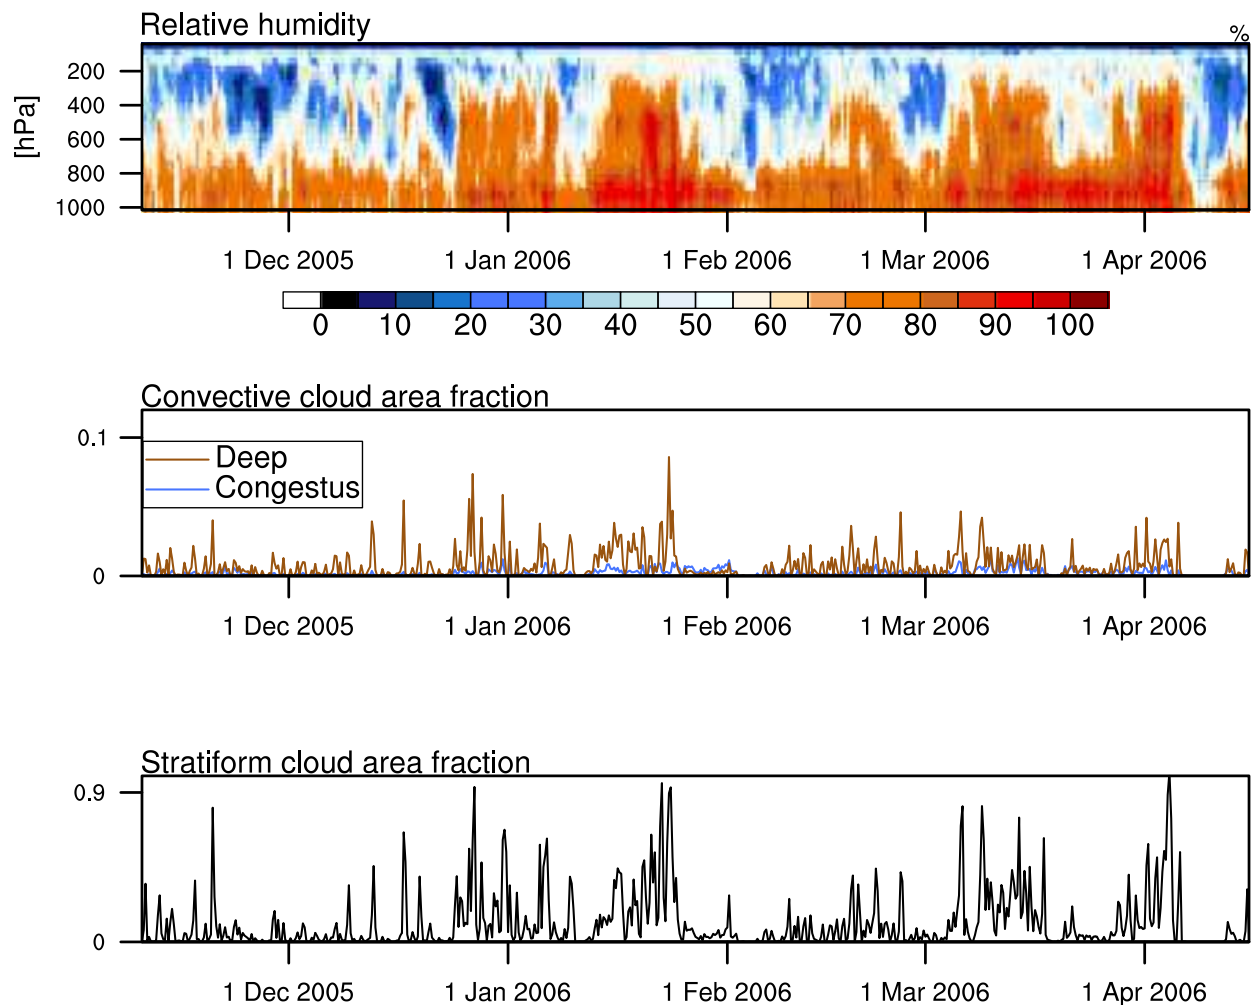 Relative humidity
%
[hPa]
200
400
600
800
1000
1 Dec 2005 1 Jan 2006 1 Feb 2006 1 Mar 2006 1 Apr 2006
0 10 20 30 40 50 60 70 80 90 100
Convective cloud area fraction
0.1
Deep
Congestus
0
1 Dec 2005 1 Jan 2006 1 Feb 2006 1 Mar 2006 1 Apr 2006
Stratiform cloud area fraction
0.9
0
1 Dec 2005 1 Jan 2006 1 Feb 2006 1 Mar 2006 1 Apr 2006